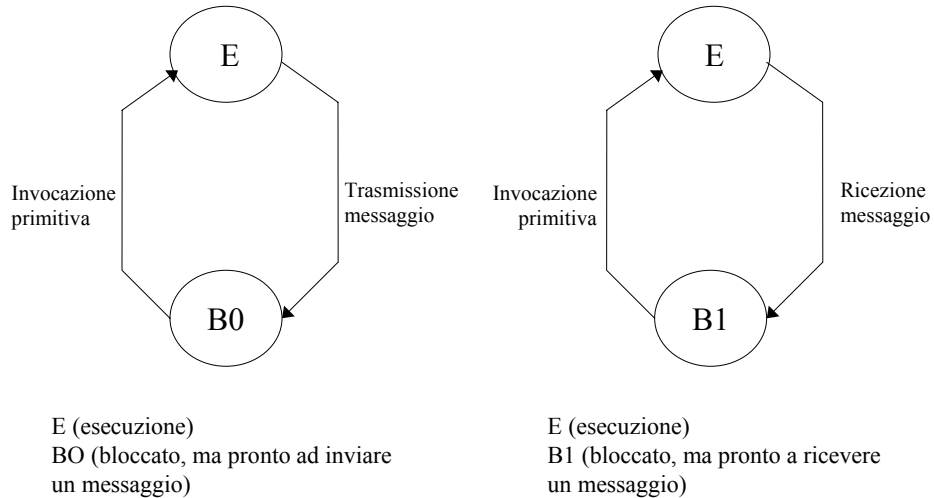 E
Invocazione
primitiva
Trasmissione
messaggio
B0
E (esecuzione)
BO (bloccato, ma pronto ad inviare
un messaggio)
E
Invocazione
primitiva
Ricezione
messaggio
B1
E (esecuzione)
B1 (bloccato, ma pronto a ricevere
un messaggio)